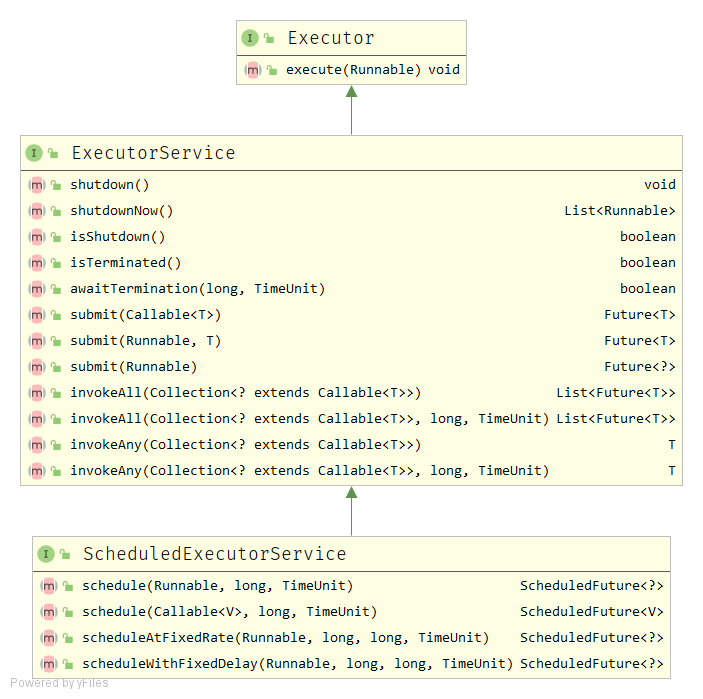 I Executor
m execute(Runnable) void
I ExecutorService
m shutdown() void
m shutdownNow() List<Runnable>
m isShutdown() boolean
m isTerminated() boolean
m awaitTermination(long, TimeUnit) boolean
m submit(Callable<T>) Future<T>
m submit(Runnable, T) Future<T>
m submit(Runnable) Future<?>
m invokeAll(Collection<? extends Callable<T>>) List<Future<T>>
m invokeAll(Collection<? extends Callable<T>>, long, TimeUnit) List<Future<T>>
m invokeAny(Collection<? extends Callable<T>>) T
m invokeAny(Collection<? extends Callable<T>>, long, TimeUnit) T
I ScheduledExecutorService
m schedule(Runnable, long, TimeUnit) ScheduledFuture<?>
m schedule(Callable<V>, long, TimeUnit) ScheduledFuture<V>
m scheduleAtFixedRate(Runnable, long, long, TimeUnit) ScheduledFuture<?>
m scheduleWithFixedDelay(Runnable, long, long, TimeUnit) ScheduledFuture<?>
Powered by yFiles